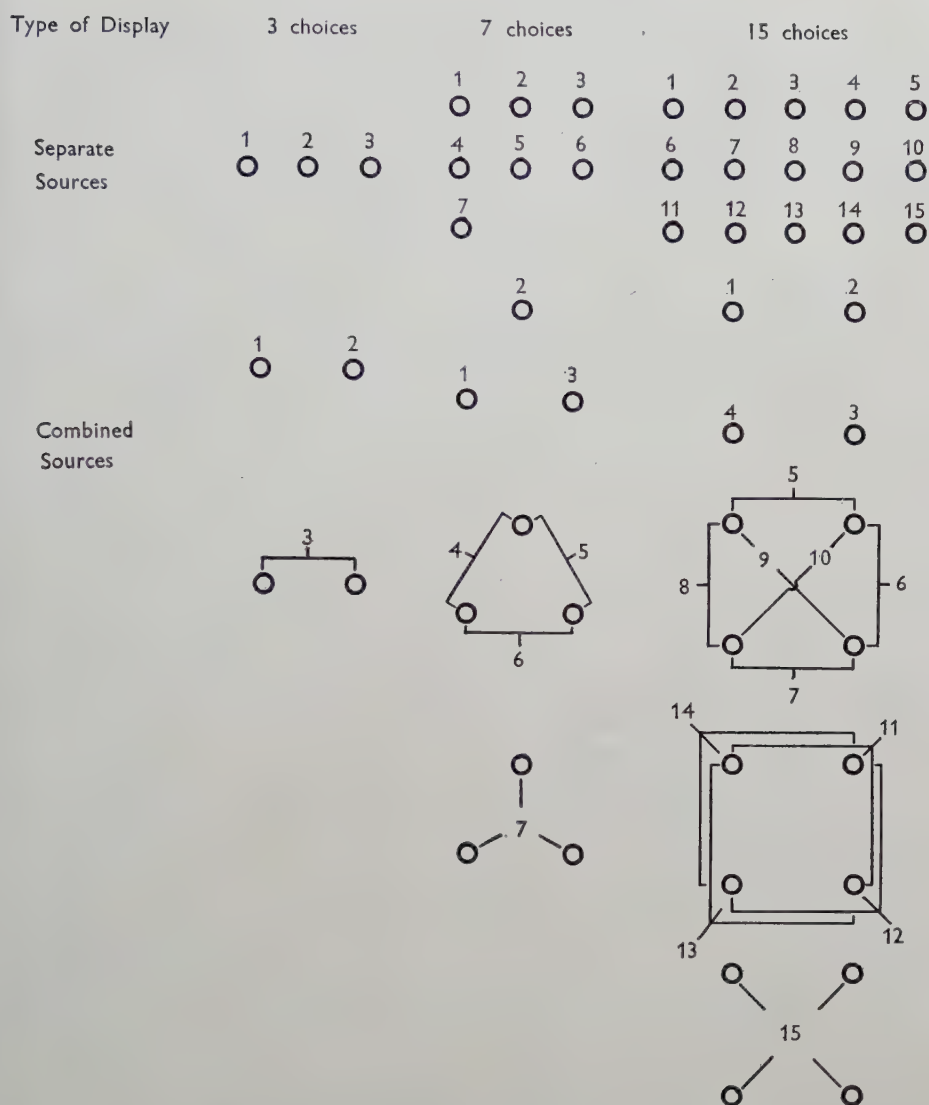 Type of Display 3 choices 7 choices 15 choices
1 2 3 1 2 3 4 5
Separate Sources
1 2 3 4 5 6 6 7 8 9 10
7 11 12 13 14 15
2 1 2
1 2 1 3
Combined Sources
4 3
5
3 4 5 9 10
8 6
6 7
14 11
7
13 12
15